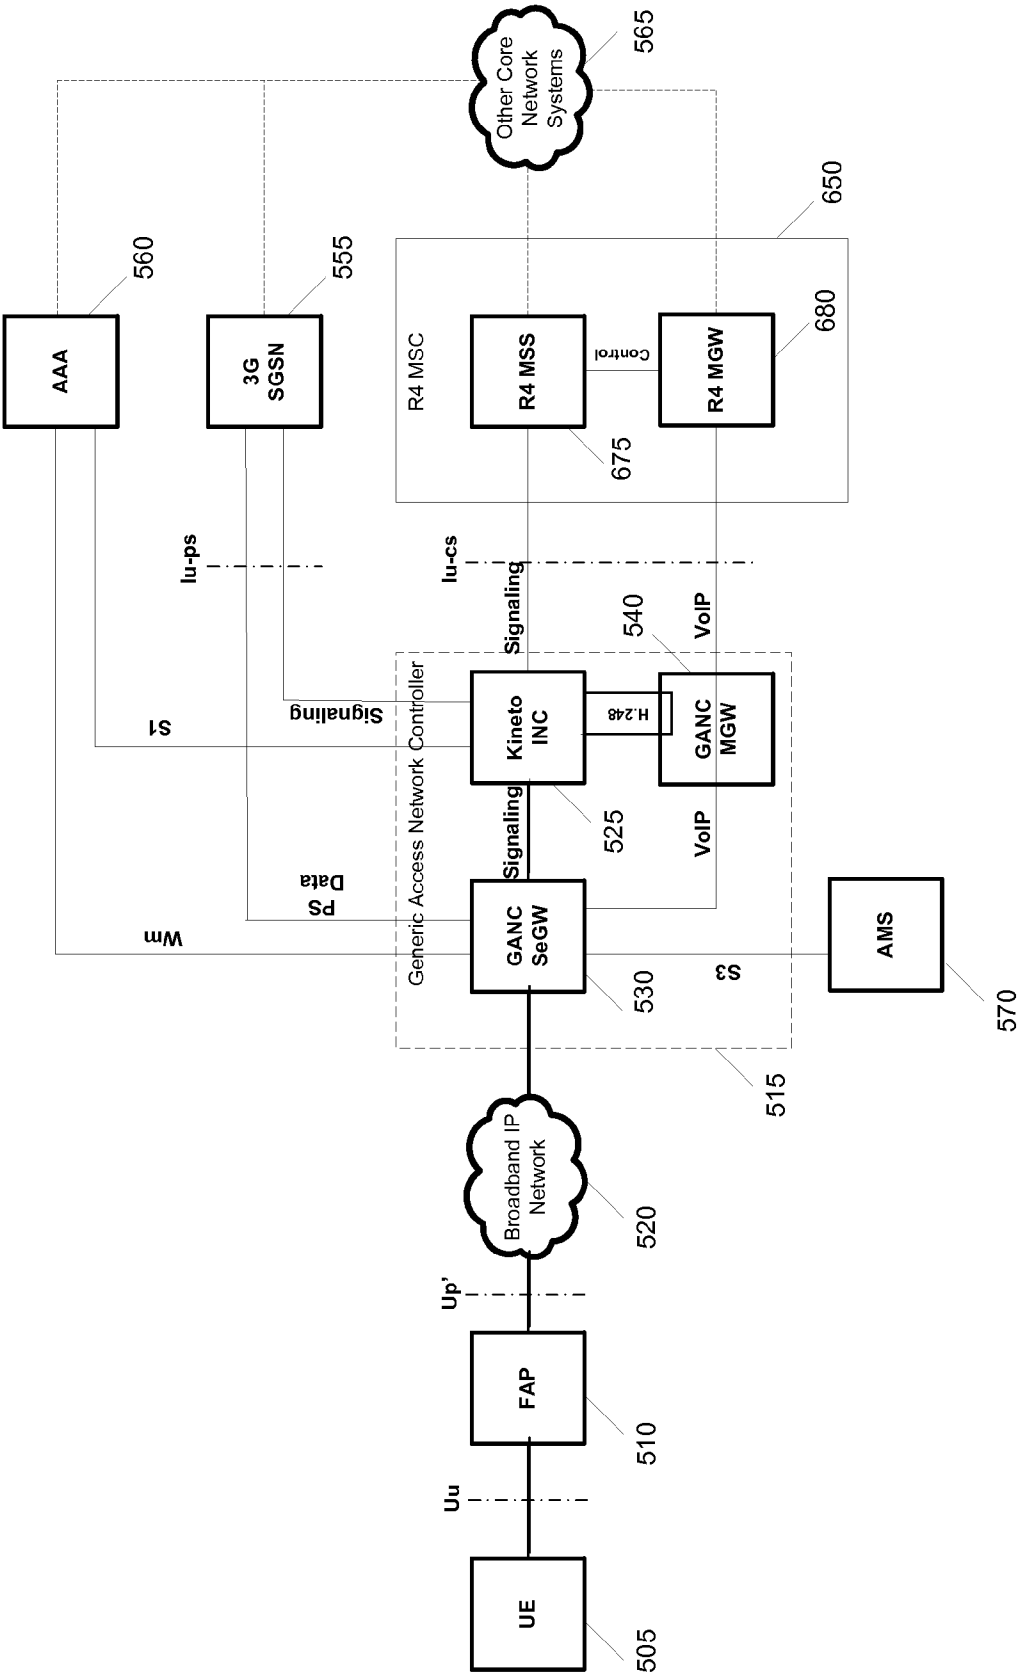 AAA
560
Wm
S1
3G
SGSN
555
Iu-ps
PS
Data
Signaling
Other Core
Network
Systems
565
R4 MSC
650
R4 MSS
675
Control
R4 MGW
680
Iu-cs
Generic Access Network Controller
515
Kineto
INC
525
Signaling
Signaling
H.248
GANC
MGW
540
VoIP
VoIP
GANC
SeGW
530
S3
AMS
570
Broadband IP
Network
520
Up'
FAP
510
Uu
UE
505